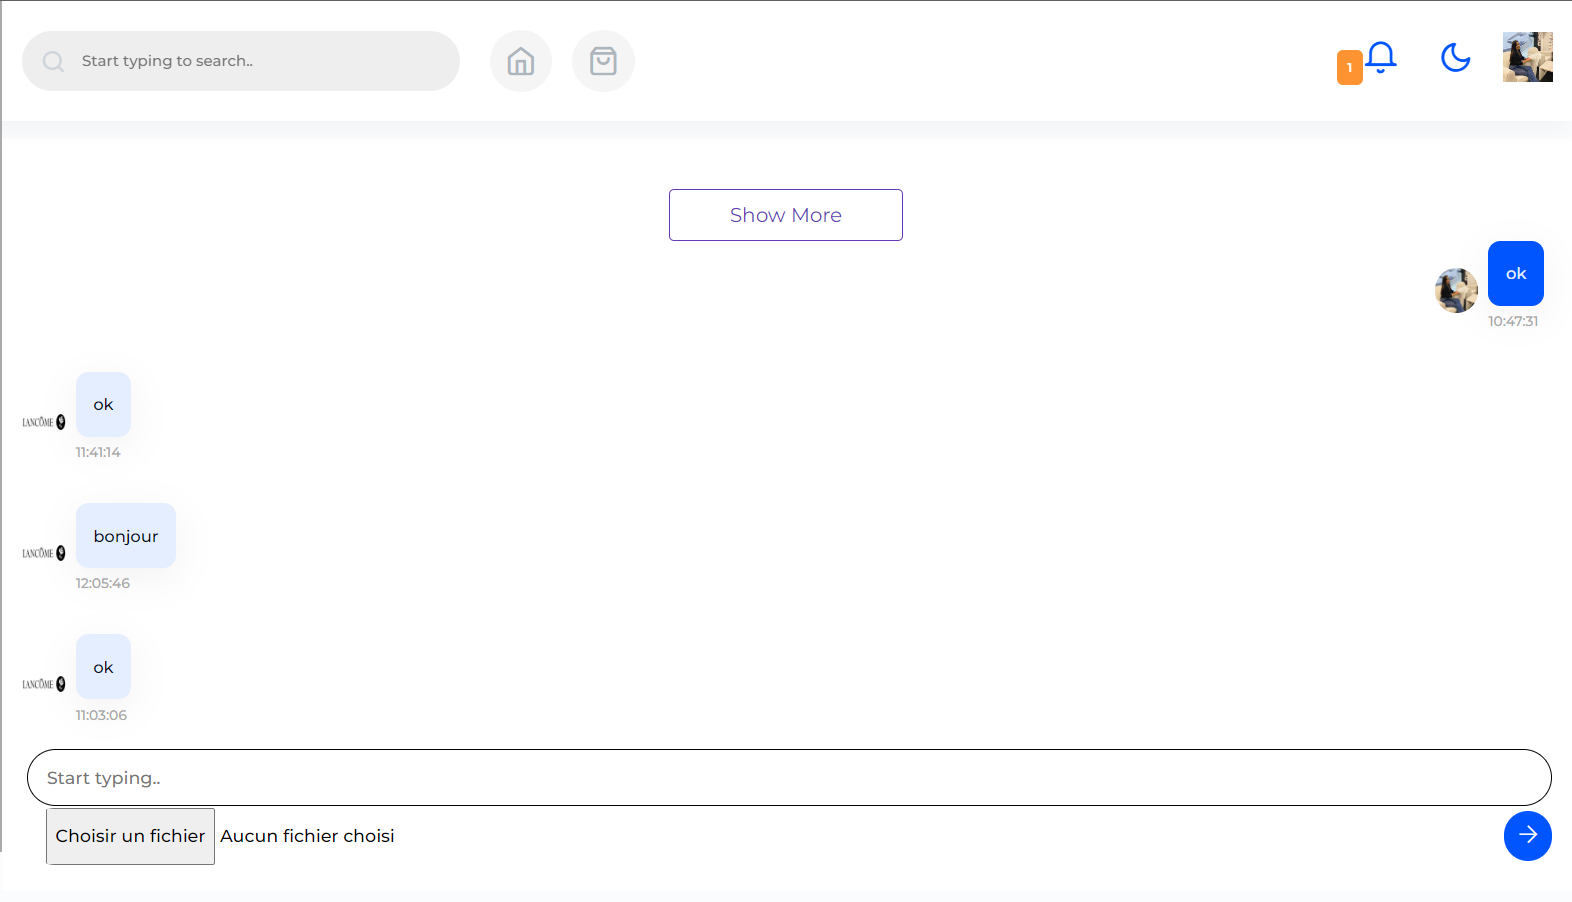 Start typing to search..
1
Show More
ok
10:47:31
ok
LANCÔME
11:41:14
bonjour
LANCÔME
12:05:46
ok
LANCÔME
11:03:06
Start typing..
Choisir un fichier Aucun fichier choisi